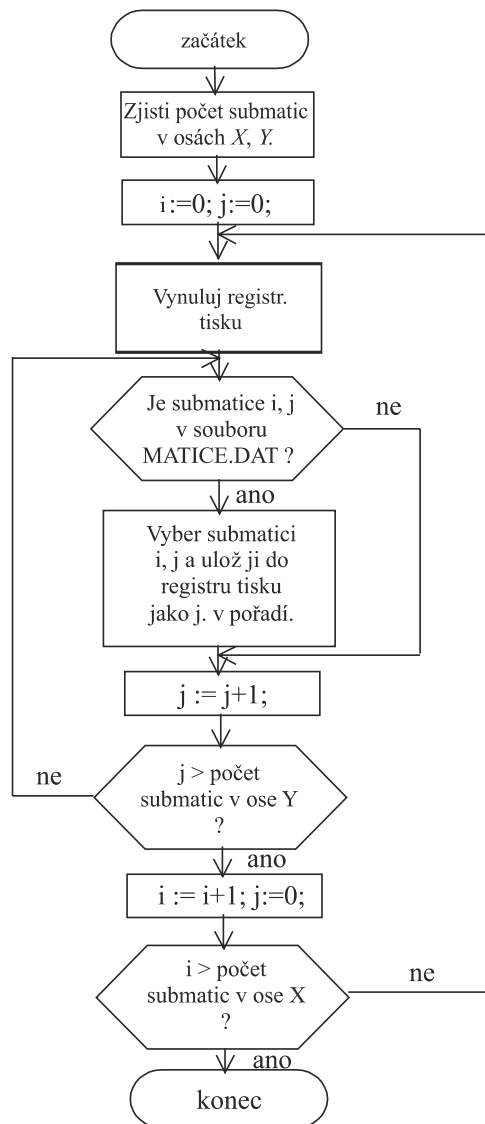 začátek
Zjisti počet submatic
v osách X, Y.
i:=0; j:=0;
Vynuluj registr.
tisku
Je submatice i, j
v souboru
MATICE.DAT ?
ne
ano
Vyber submatici
i, j a ulož ji do
registru tisku
jako j. v pořadí.
j := j+1;
j > počet
submatic v ose Y
?
ne
ano
i := i+1; j:=0;
i > počet
submatic v ose X
?
ne
ano
konec